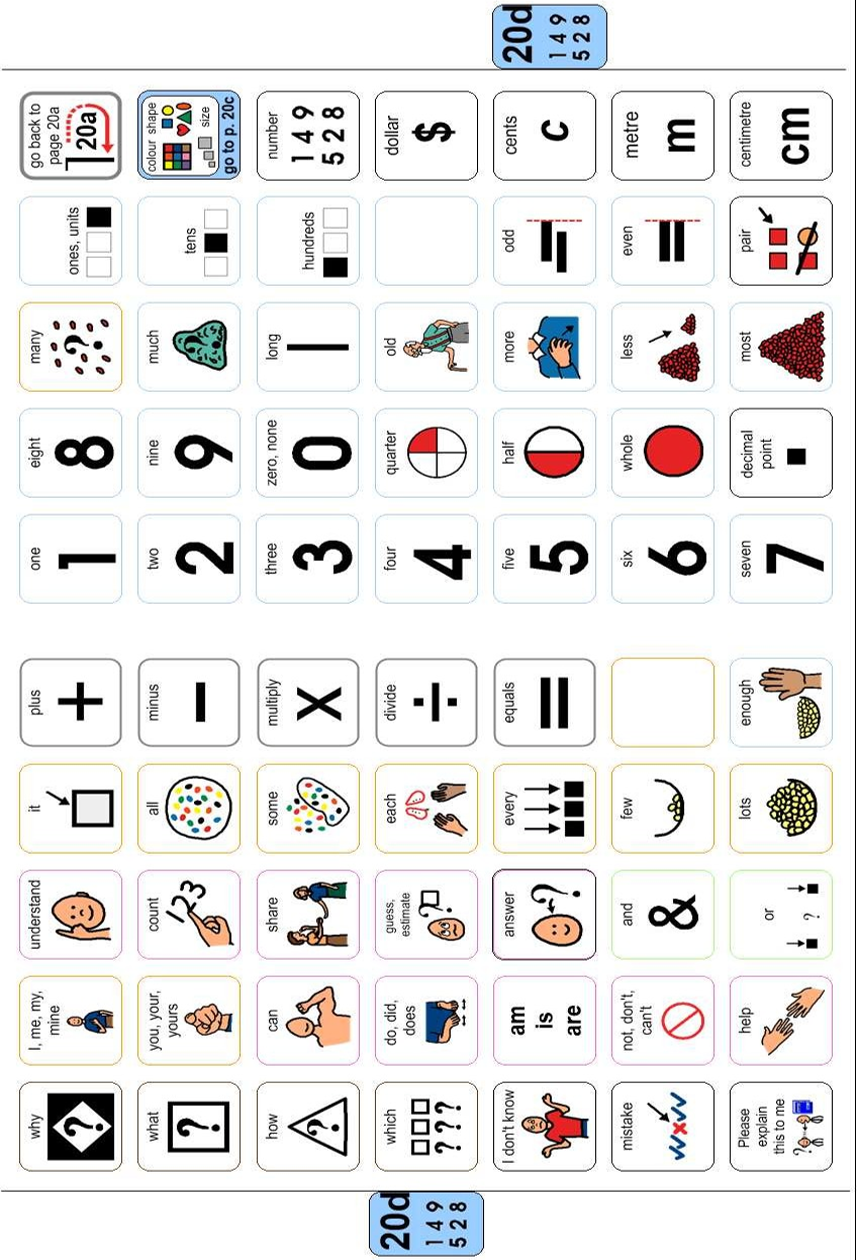 20d
1 4 9
5 2 8
why
?
I, me, my,
mine
understand
it
plus
+
one
1
eight
8
many
?
ones, units
go back to
page 20a
20a
what
?
you, your,
yours
count
123
all
minus
−
two
2
nine
9
much
tens
colour shape
size
go to p. 20c
how
?
can
share
some
multiply
x
three
3
zero, none
0
long
hundreds
number
1 4 9
5 2 8
which
? ? ?
do, did,
does
guess,
estimate
?
each
divide
÷
four
4
quarter
old
dollar
$
I don't know
am
is
are
answer
?
every
equals
=
five
5
half
more
odd
cents
c
mistake
not, don't,
can't
and
&
few
six
6
whole
less
even
metre
m
Please
explain
this to me
?
help
or
?
lots
enough
seven
7
decimal
point
most
pair
centimetre
cm
20d
1 4 9
5 2 8